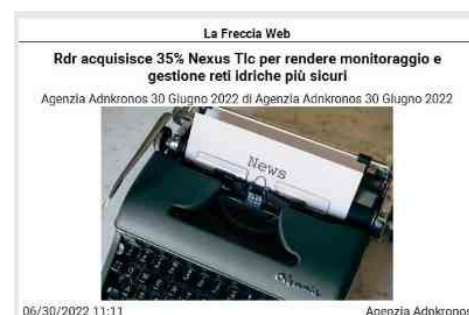 La Freccia Web
Rdr acquisisce 35% Nexus Tlc per rendere monitoraggio e
gestione reti idriche più sicuri
Agenzia Adnkronos 30 Giugno 2022 di Agenzia Adnkronos 30 Giugno 2022
News
Olympia
06/30/2022 11:11
Agenzia Adnkronos